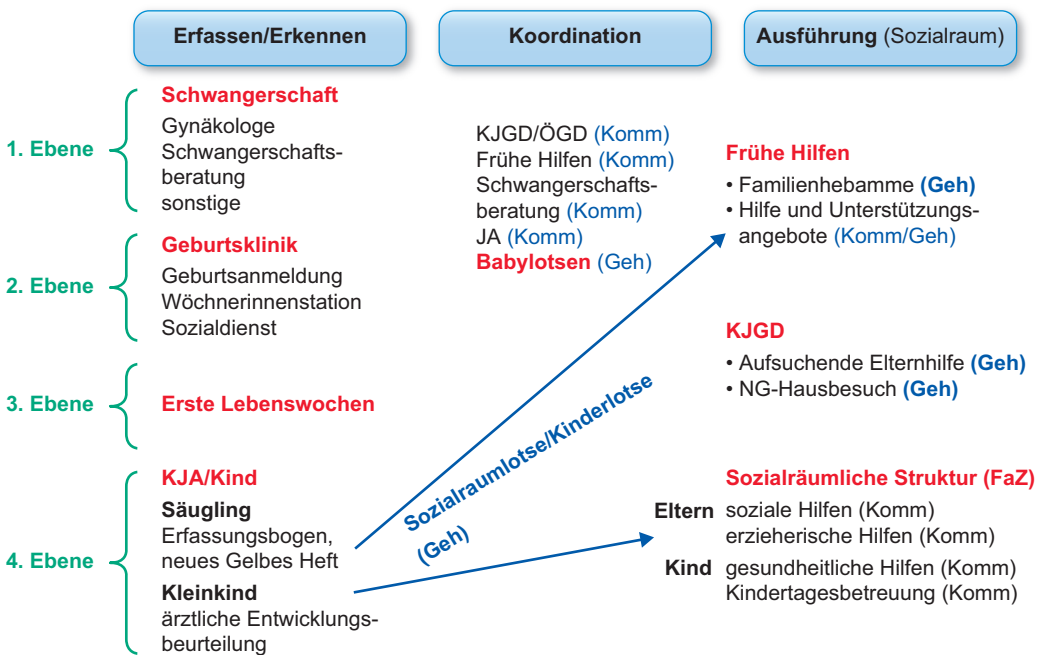 Erfassen/Erkennen
Koordination
Ausführung (Sozialraum)
1. Ebene
Schwangerschaft
Gynäkologe
Schwangerschafts-
beratung
sonstige
2. Ebene
Geburtsklinik
Geburtsanmeldung
Wöchnerinnenstation
Sozialdienst
3. Ebene
Erste Lebenswochen
4. Ebene
KJA/Kind
Säugling
Erfassungsbogen,
neues Gelbes Heft
Kleinkind
ärztliche Entwicklungs-
beurteilung
KJGD/ÖGD (Komm)
Frühe Hilfen (Komm)
Schwangerschafts-
beratung (Komm)
JA (Komm)
Babylotsen (Geh)
Sozialraumlotse/Kinderlotse
(Geh)
Frühe Hilfen
• Familienhebamme (Geh)
• Hilfe und Unterstützungs-
angebote (Komm/Geh)
KJGD
• Aufsuchende Elternhilfe (Geh)
• NG-Hausbesuch (Geh)
Sozialräumliche Struktur (FaZ)
Eltern soziale Hilfen (Komm)
erzieherische Hilfen (Komm)
Kind gesundheitliche Hilfen (Komm)
Kindertagesbetreuung (Komm)